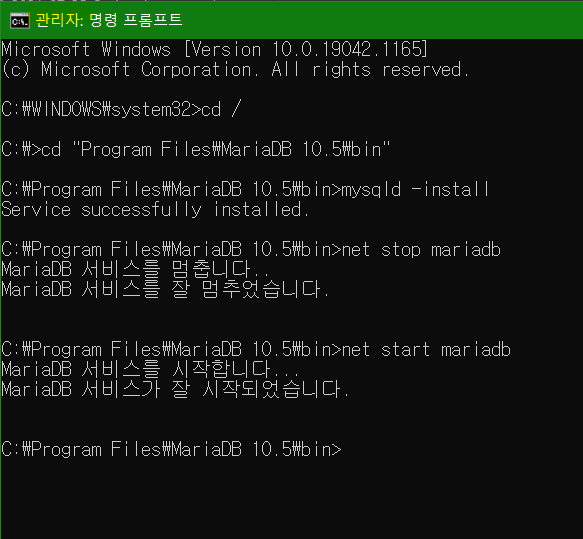 관리자: 명령 프롬프트
Microsoft Windows [Version 10.0.19042.1165]
(c) Microsoft Corporation. All rights reserved.
C:₩WINDOWS₩system32>cd /
C:₩>cd "Program Files₩MariaDB 10.5₩bin"
C:₩Program Files₩MariaDB 10.5₩bin>mysqld -install
Service successfully installed.
C:₩Program Files₩MariaDB 10.5₩bin>net stop mariadb
MariaDB 서비스를 멈춥니다..
MariaDB 서비스를 잘 멈추었습니다.
C:₩Program Files₩MariaDB 10.5₩bin>net start mariadb
MariaDB 서비스를 시작합니다...
MariaDB 서비스가 잘 시작되었습니다.
C:₩Program Files₩MariaDB 10.5₩bin>